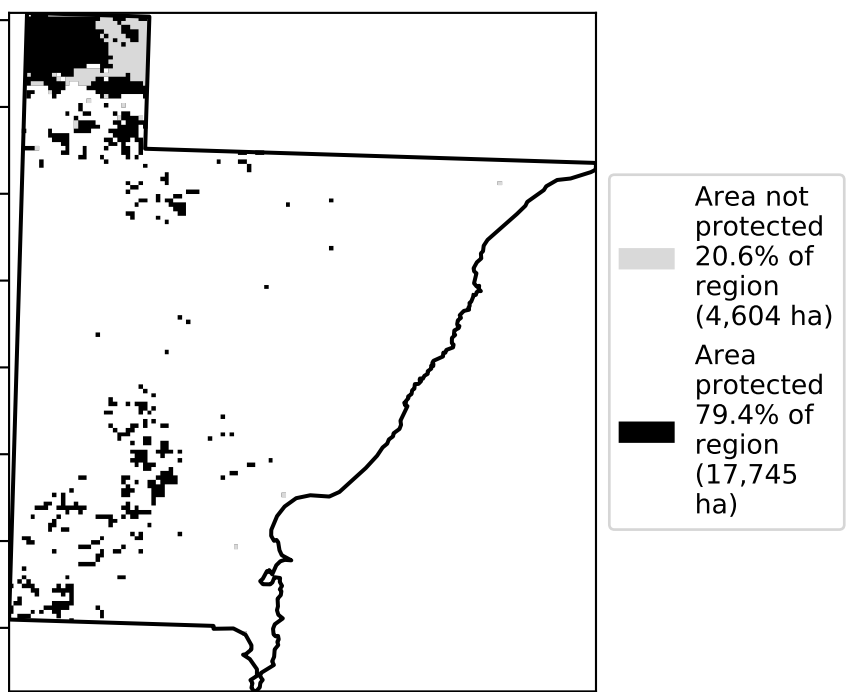 Area not
protected
20.6% of
region
(4,604 ha)
Area
protected
79.4% of
region
(17,745
ha)